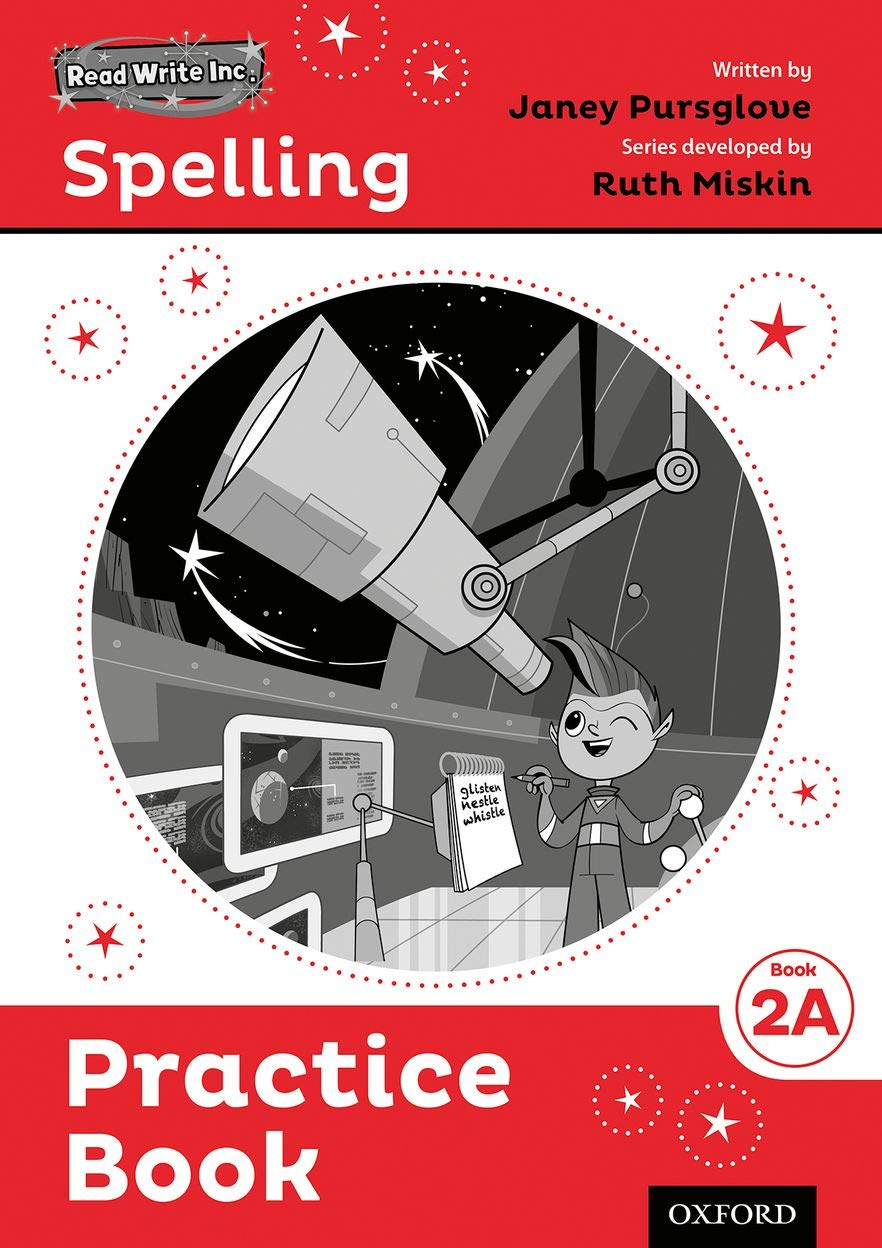 Read Write Inc.
Spelling
Written by
Janey Pursglove
Series developed by
Ruth Miskin
glisten
nestle
whistle
Book
2A
Practice
Book
OXFORD